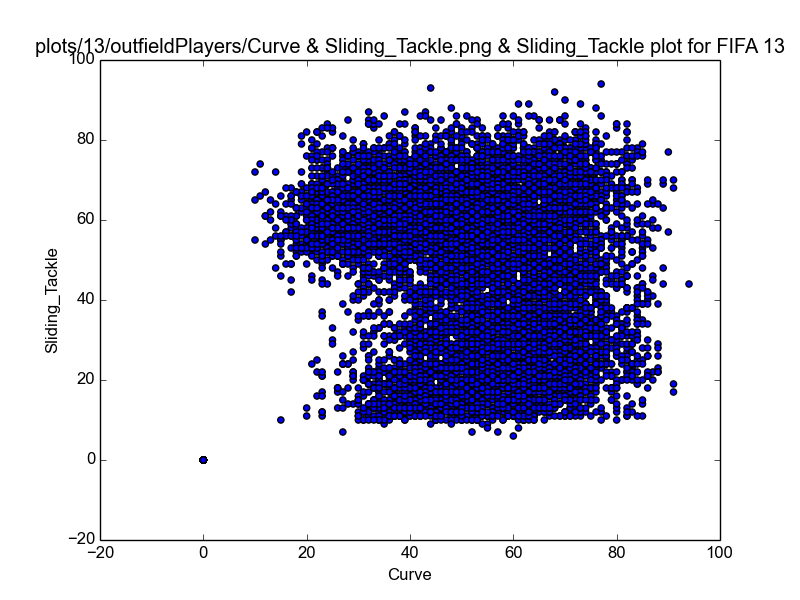 plots/13/outfieldPlayers/Curve & Sliding_Tackle.png & Sliding_Tackle plot for FIFA 13
100
80
60
40
20
0
−20
Sliding_Tackle
−20 0 20 40 60 80 100
Curve